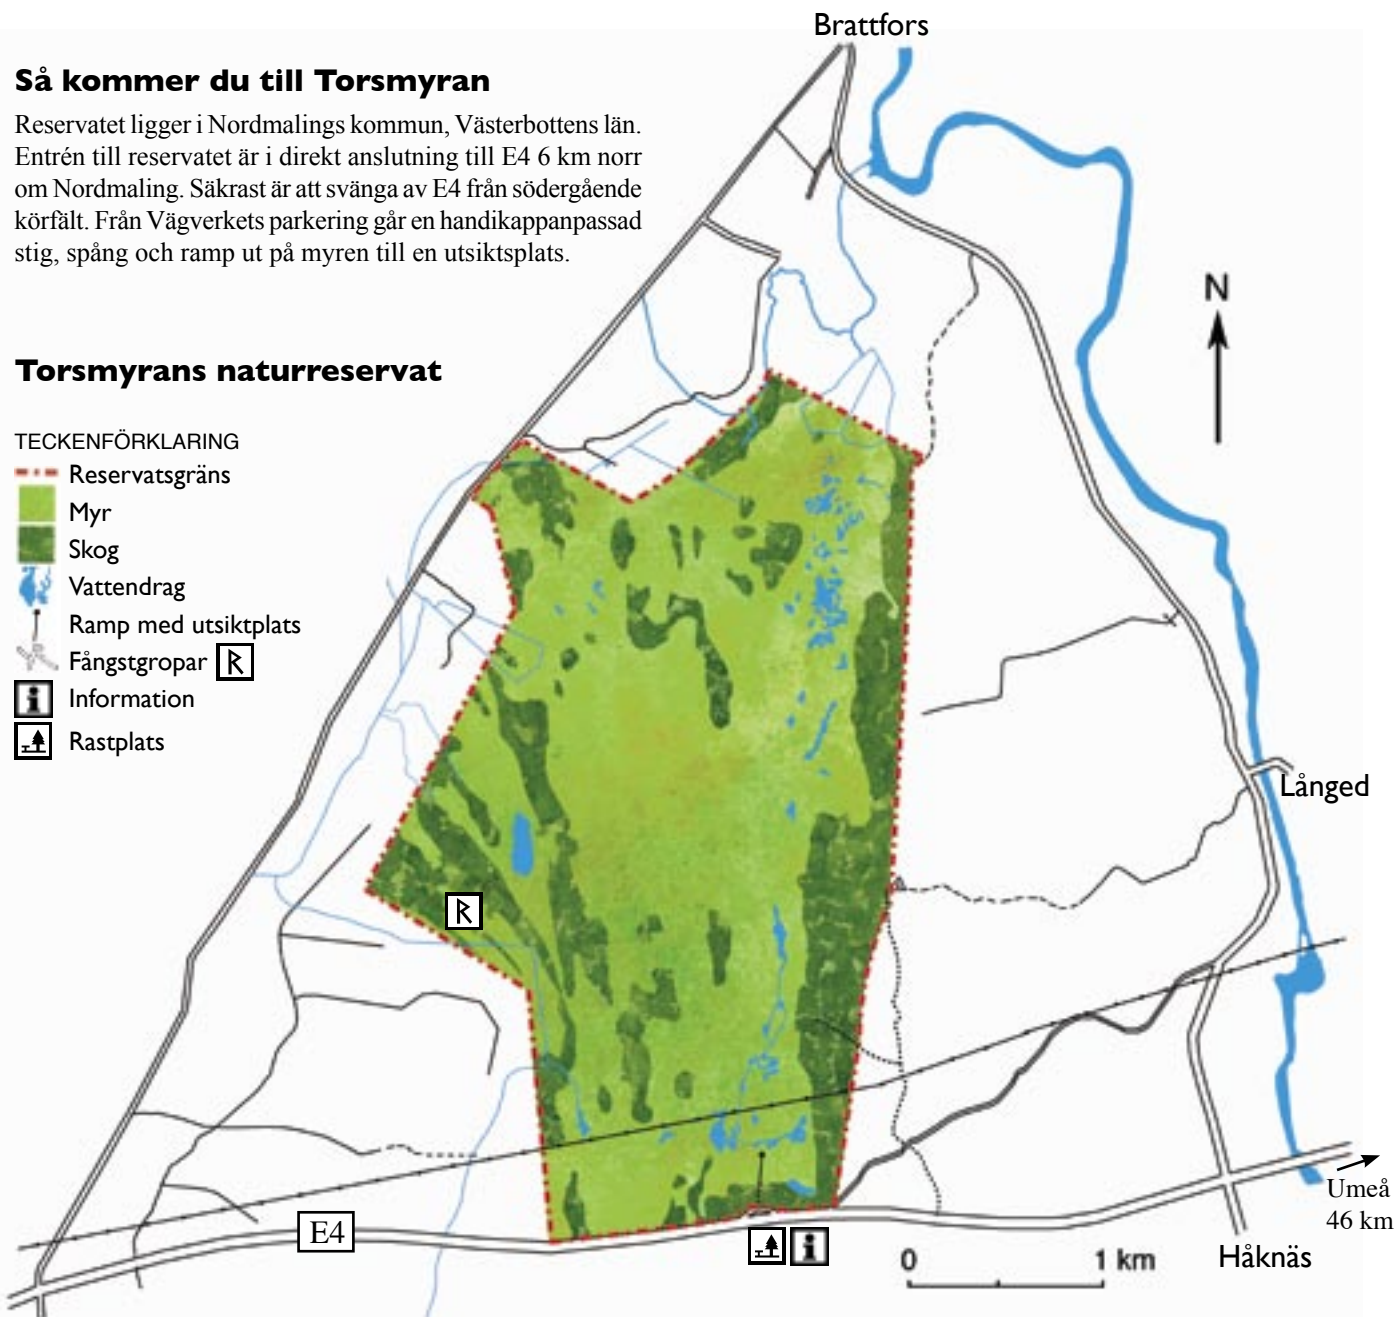 Brattfors
Så kommer du till Torsmyran
Reservatet ligger i Nordmalings kommun, Västerbottens län.
Entrén till reservatet är i direkt anslutning till E4 6 km norr
om Nordmaling. Säkrast är att svänga av E4 från södergående
körfält. Från Vägverkets parkering går en handikappanpassad
stig, spång och ramp ut på myren till en utsiktsplats.
N
Torsmyrans naturreservat
TECKENFÖRKLARING
Reservatsgräns
Myr
Skog
Vattendrag
Ramp med utsiktplats
Fångstgropar R
i Information
Rastplats
Långed
R
Umeå
46 km
E4
i
Håknäs
0 1 km